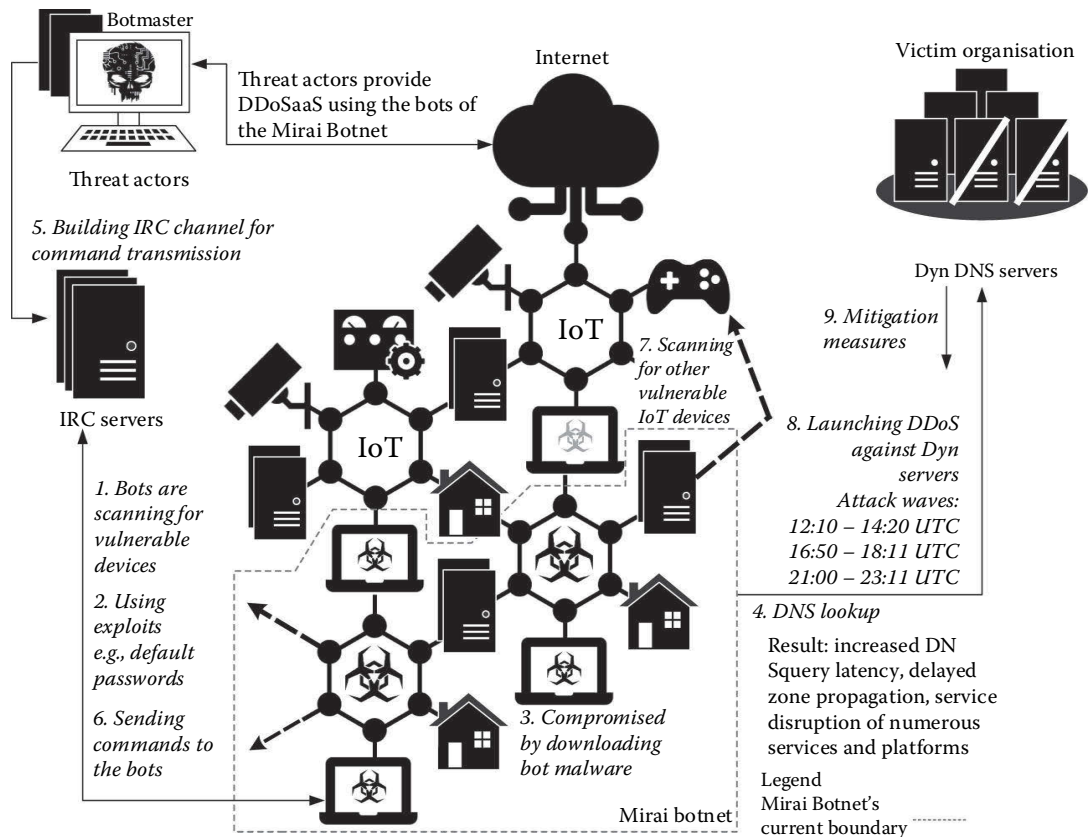 Botmaster
Threat actors provide
DDoSaaS using the bots of
the Mirai Botnet
Threat actors
Internet
Victim organisation
5. Building IRC channel for
command transmission
IRC servers
Dyn DNS servers
9. Mitigation
measures
IoT
IoT
7. Scanning
for other
vulnerable
IoT devices
8. Launching DDoS
against Dyn
servers
Attack waves:
12:10 – 14:20 UTC
16:50 – 18:11 UTC
21:00 – 23:11 UTC
1. Bots are
scanning for
vulnerable
devices
2. Using
exploits
e.g., default
passwords
6. Sending
commands to
the bots
3. Compromised
by downloading
bot malware
4. DNS lookup
Result: increased DN
Squery latency, delayed
zone propagation, service
disruption of numerous
services and platforms
Mirai botnet
Legend
Mirai Botnet's
current boundary